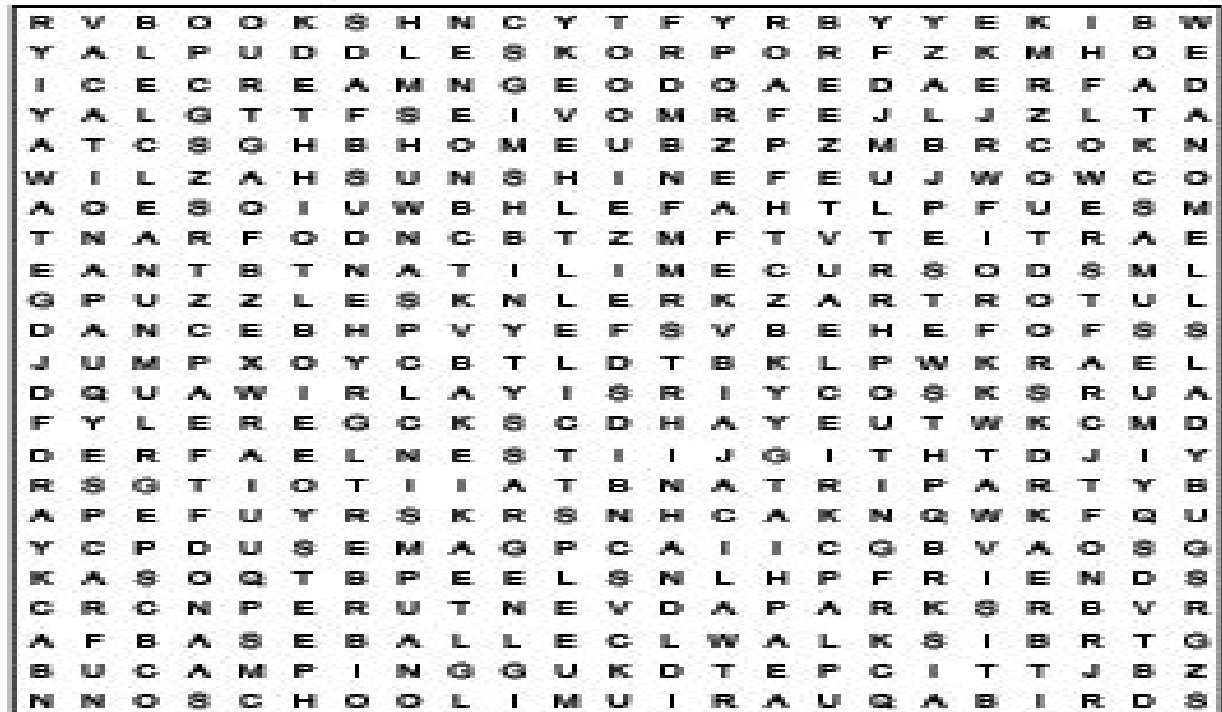 R V B O O K S H N C Y T F Y R B Y Y E K I B W
Y A L P U D D L E S K O R P O R F Z K M H O E
I C E C R E A M N G E O D O A E D A E R F A D
Y A L G T T F S E I V O M R F E J L J Z L T A
A T C S G H B H O M E U B Z P Z M B R C O K N
W I L Z A H S U N S H I N E F E U J W O W C O
A O E S O I U W B H L E F A H T L P F U E S M
T N A R F O D N C B T Z M F T V T E I T R A E
E A N T B T N A T I L I M E C U R S O D S M L
G P U Z Z L E S K N L E R K Z A R T R O T U L
D A N C E B H P V Y E F S V B E H E F O F S S
J U M P X O Y C B T L D T B K L P W K R A E L
D Q U A W I R L A Y I S R I Y C O S K S R U A
F Y L E R E G C K S C D H A Y E U T W K C M D
D E R F A E L N E S T I I J G I T H T D J I Y
R S G T I O T I I A T B N A T R I P A R T Y B
A P E F U Y R S K R S N H C A K N Q W K F Q U
Y C P D U S E M A G P C A I I C G B V A O S G
K A S O Q T B P E E L S N L H P F R I E N D S
C R C N P E R U T N E V D A P A R K S R B V R
A F B A S E B A L L E C L W A L K S I B R T G
B U C A M P I N G G U K D T E P C I T T J B Z
N N O S C H O O L I M U I R A U Q A B I R D S